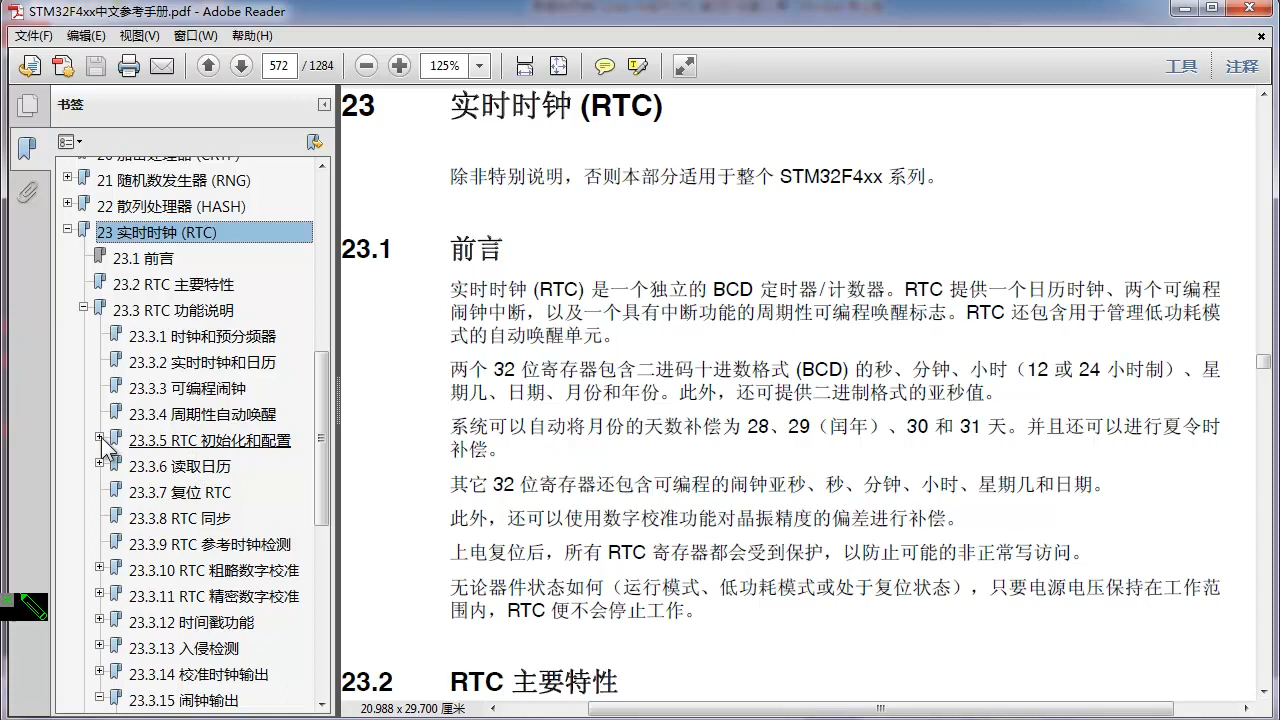 STM32F4xx中文参考手册.pdf - Adobe Reader
文件(F) 编辑(E) 视图(V) 窗口(W) 帮助(H)
572 / 1284 125% 工具 注释
书签
21 随机数发生器 (RNG)
22 散列处理器 (HASH)
23 实时时钟 (RTC)
23.1 前言
23.2 RTC 主要特性
23.3 RTC 功能说明
23.3.1 时钟和预分频器
23.3.2 实时时钟和日历
23.3.3 可编程闹钟
23.3.4 周期性自动唤醒
23.3.5 RTC 初始化和配置
23.3.6 读取日历
23.3.7 复位 RTC
23.3.8 RTC 同步
23.3.9 RTC 参考时钟检测
23.3.10 RTC 粗略数字校准
23.3.11 RTC 精密数字校准
23.3.12 时间戳功能
23.3.13 入侵检测
23.3.14 校准时钟输出
23.3.15 闹钟输出
23 实时时钟 (RTC)
除非特别说明，否则本部分适用于整个 STM32F4xx 系列。
23.1 前言
实时时钟 (RTC) 是一个独立的 BCD 定时器/计数器。RTC 提供一个日历时钟、两个可编程
闹钟中断，以及一个具有中断功能的周期性可编程唤醒标志。RTC 还包含用于管理低功耗模
式的自动唤醒单元。
两个 32 位寄存器包含二进码十进数格式 (BCD) 的秒、分钟、小时（12 或 24 小时制）、星
期几、日期、月份和年份。此外，还可提供二进制格式的亚秒值。
系统可以自动将月份的天数补偿为 28、29（闰年）、30 和 31 天。并且还可以进行夏令时
补偿。
其它 32 位寄存器还包含可编程的闹钟亚秒、秒、分钟、小时、星期几和日期。
此外，还可以使用数字校准功能对晶振精度的偏差进行补偿。
上电复位后，所有 RTC 寄存器都会受到保护，以防止可能的非正常写访问。
无论器件状态如何（运行模式、低功耗模式或处于复位状态），只要电源电压保持在工作范
围内，RTC 便不会停止工作。
23.2 RTC 主要特性
20.988 x 29.700 厘米